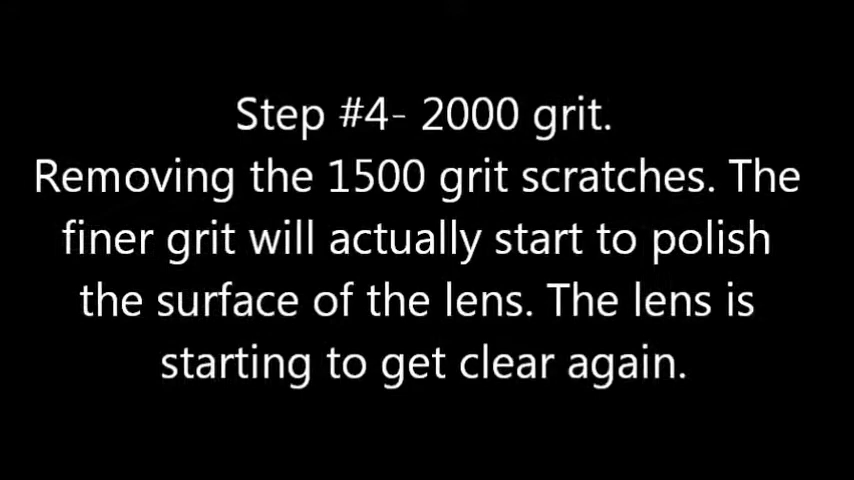 Step #4- 2000 grit.
Removing the 1500 grit scratches. The
finer grit will actually start to polish
the surface of the lens. The lens is
starting to get clear again.